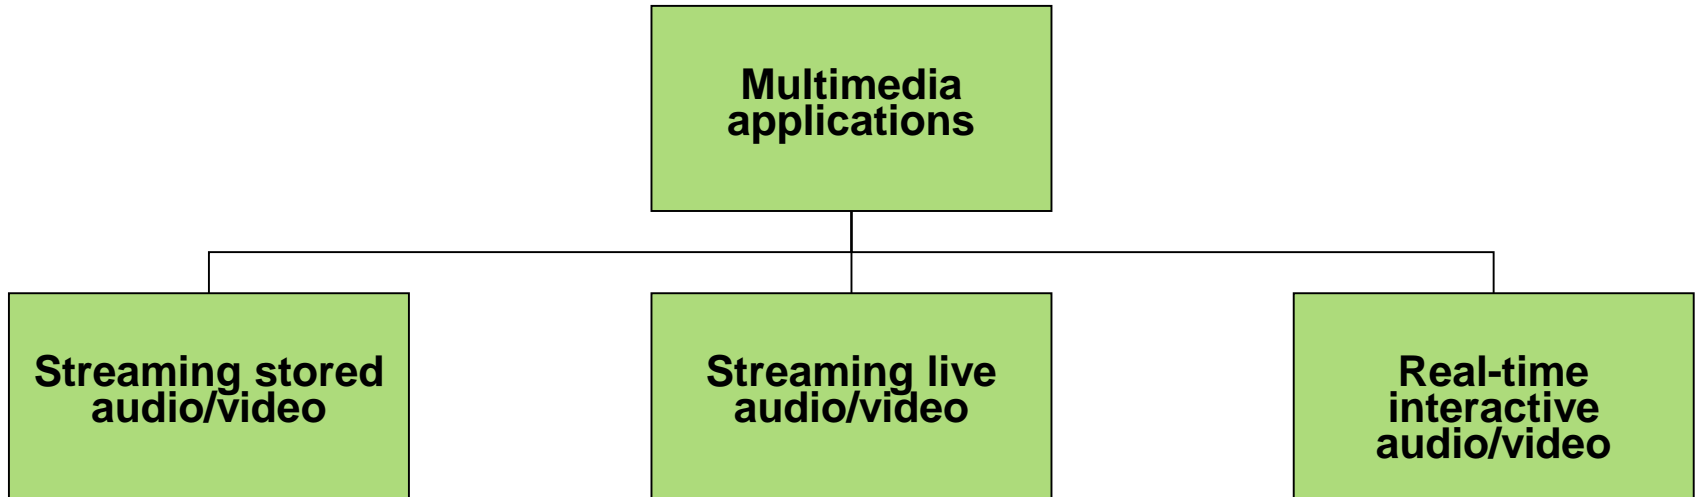 Multimedia
applications
Streaming stored
audio/video
Streaming live
audio/video
Real-time
interactive
audio/video